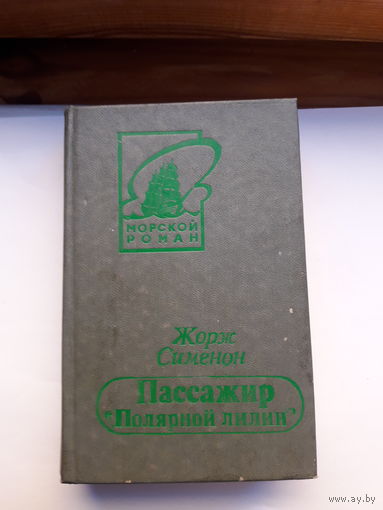 МОРСКОЙ
РОМАН
Жорж
Сименон
Пассажир
"Полярной лилии"
www.ay.by